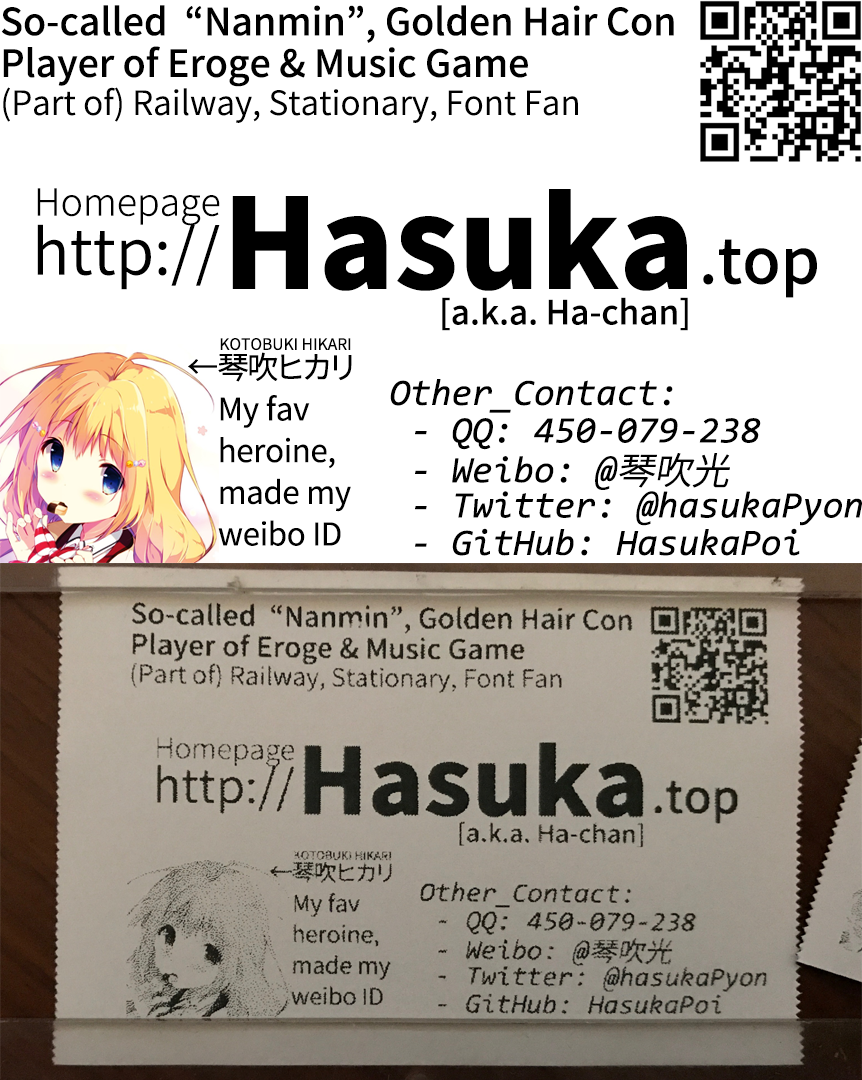 So-called “Nanmin”, Golden Hair Con
Player of Eroge & Music Game
(Part of) Railway, Stationary, Font Fan
Homepage
http://Hasuka.top
[a.k.a. Ha-chan]
KOTOBUKI HIKARI
←琴吹ヒカリ
My fav
heroine,
made my
weibo ID
Other_Contact:
- QQ: 450-079-238
- Weibo: @琴吹光
- Twitter: @hasukaPyon
- GitHub: HasukaPoi
So-called “Nanmin”, Golden Hair Con
Player of Eroge & Music Game
(Part of) Railway, Stationary, Font Fan
Homepage
http://Hasuka.top
[a.k.a. Ha-chan]
KOTOBUKI HIKARI
←琴吹ヒカリ
My fav
heroine,
made my
weibo ID
Other_Contact:
- QQ: 450-079-238
- Weibo: @琴吹光
- Twitter: @hasukaPyon
- GitHub: HasukaPoi